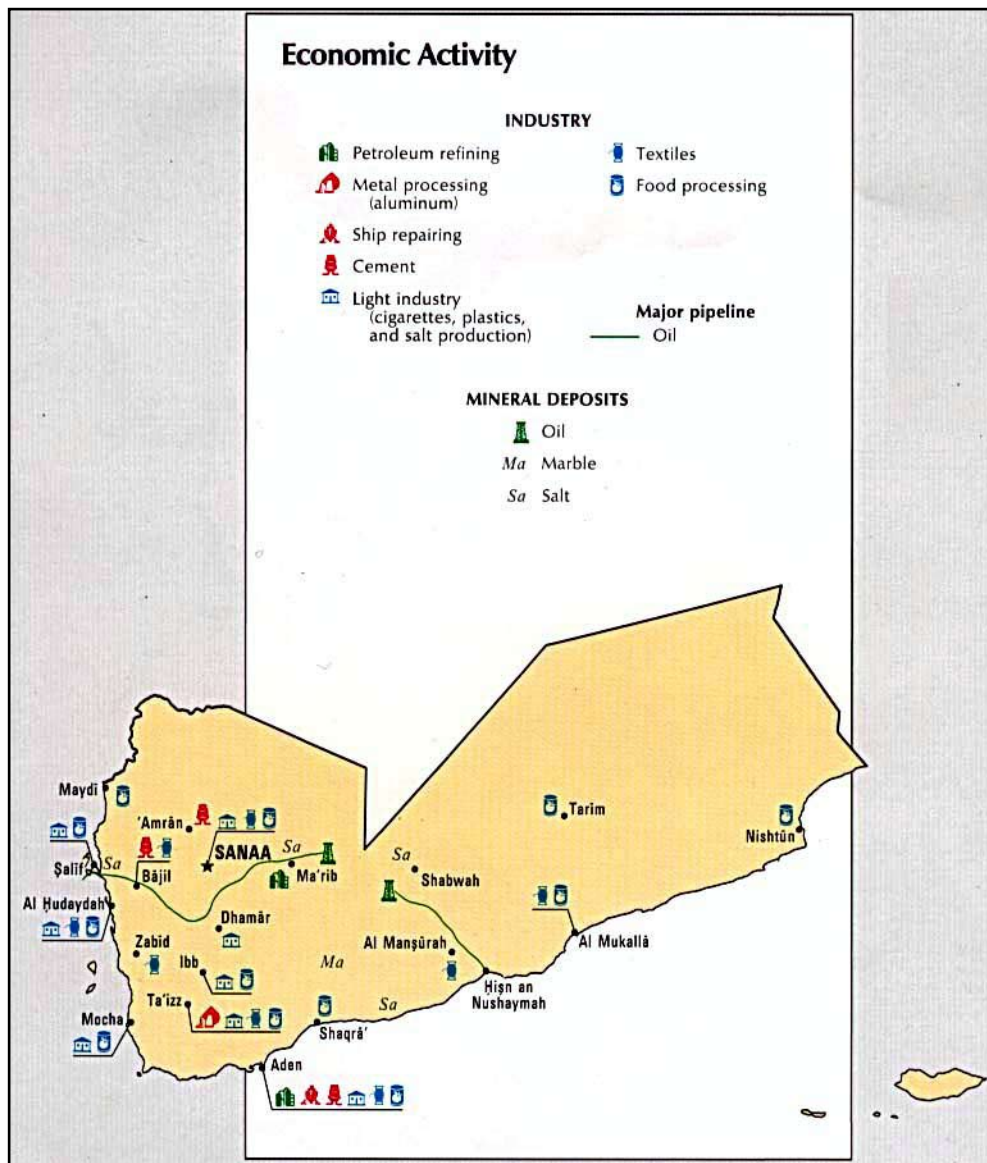 Economic Activity
INDUSTRY
Petroleum refining
Textiles
Metal processing
(aluminum)
Food processing
Ship repairing
Cement
Light industry
(cigarettes, plastics,
and salt production)
Major pipeline
Oil
MINERAL DEPOSITS
Oil
Ma Marble
Sa Salt
Maydī
'Amrān
Tarīm
Nishtūn
SANAA
Sa
Ma'rib
Sa
Shabwah
Ṣalīf
Sa
Bājil
Al Ḥudaydah
Dhamār
Al Manṣūrah
Al Mukallā
Zabīd
Ibb
Ma
Ḥiṣn an
Nushaymah
Ta'izz
Sa
Mocha
Shaqrā'
Aden